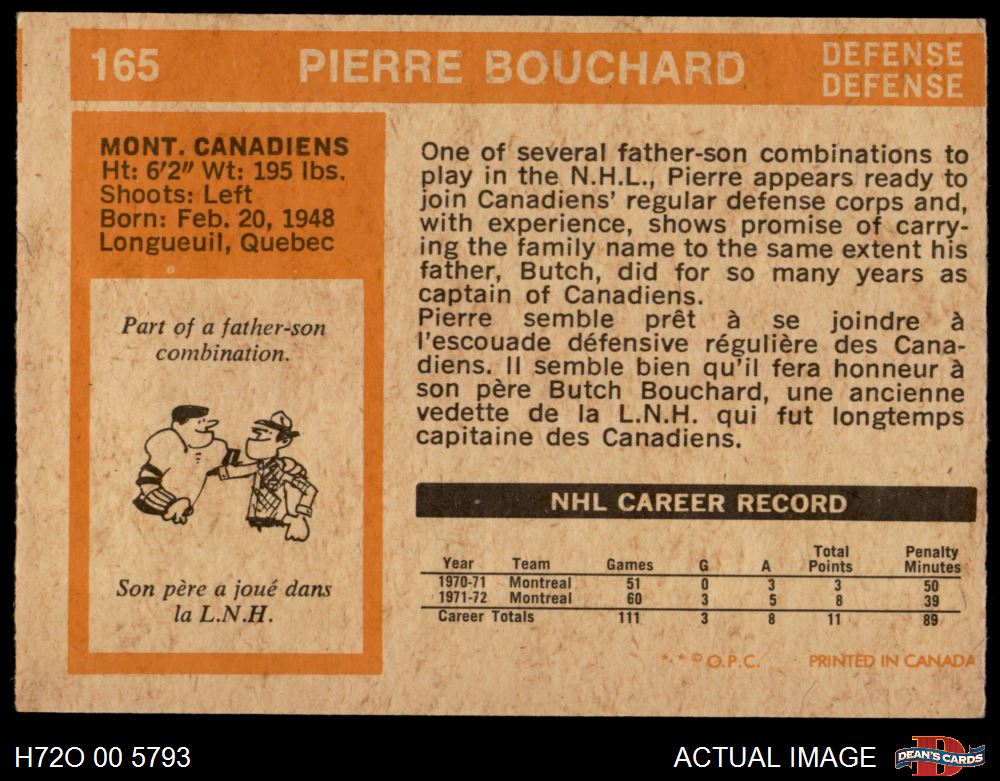 165 PIERRE BOUCHARD DEFENSE
DEFENSE
MONT. CANADIENS
Ht: 6'2" Wt: 195 lbs.
Shoots: Left
Born: Feb. 20, 1948
Longueuil, Quebec
Part of a father-son
combination.
Son père a joué dans
la L.N.H.
One of several father-son combinations to
play in the N.H.L., Pierre appears ready to
join Canadiens' regular defense corps and,
with experience, shows promise of carry-
ing the family name to the same extent his
father, Butch, did for so many years as
captain of Canadiens.
Pierre semble prêt à se joindre à
l'escouade défensive régulière des Cana-
diens. Il semble bien qu'il fera honneur à
son père Butch Bouchard, une ancienne
vedette de la L.N.H. qui fut longtemps
capitaine des Canadiens.
NHL CAREER RECORD
Year Team Games G A Total Points Penalty Minutes
1970-71 Montreal 51 0 3 3 50
1971-72 Montreal 60 3 5 8 39
Career Totals 111 3 8 11 89
* * © O.P.C. PRINTED IN CANADA
H72O 00 5793 ACTUAL IMAGE DEAN'S CARDS